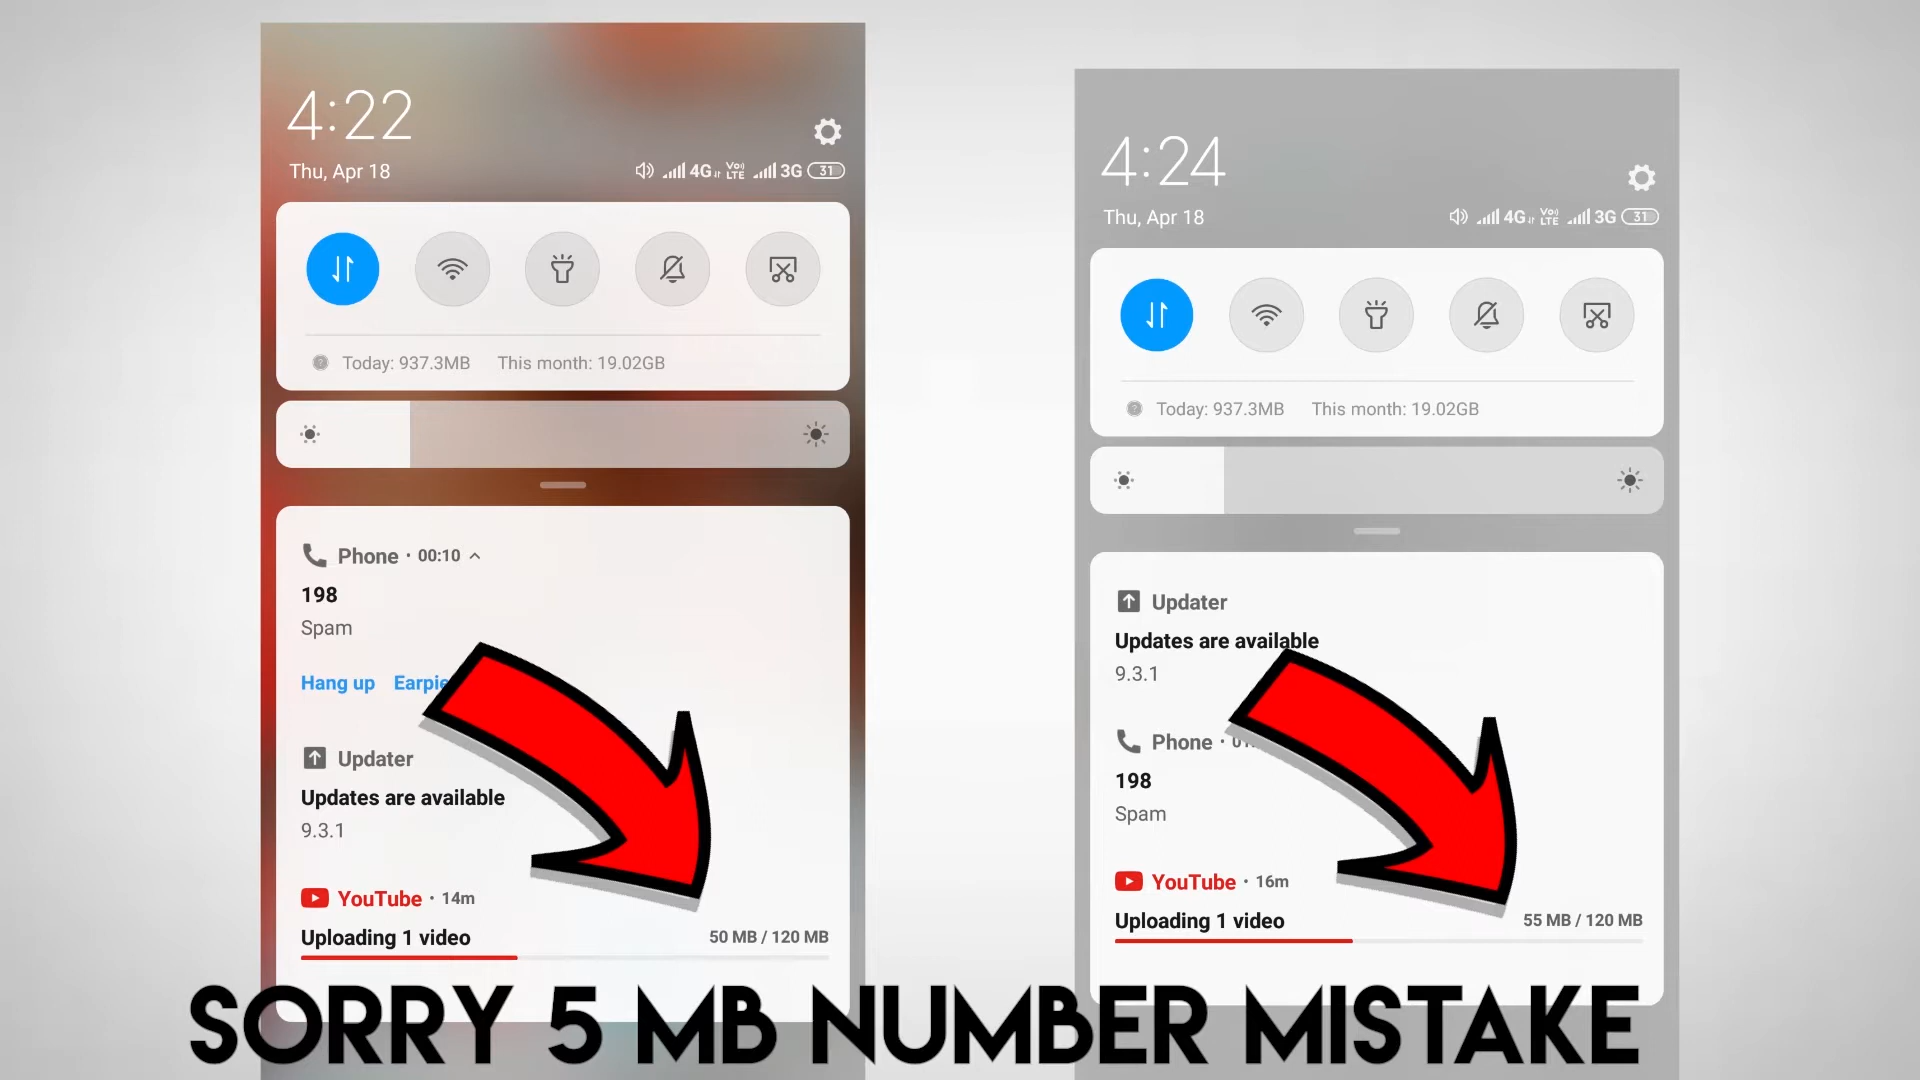 4:22
Thu, Apr 18
4G Vo) LTE 3G 31
Today: 937.3MB This month: 19.02GB
Phone · 00:10
198
Spam
Hang up
Updater
Updates are available
9.3.1
YouTube · 14m
Uploading 1 video 50 MB / 120 MB
4:24
Thu, Apr 18
4G Vo) LTE 3G 31
Today: 937.3MB This month: 19.02GB
Updater
Updates are available
9.3.1
Phone
198
Spam
YouTube · 16m
Uploading 1 video 55 MB / 120 MB
SORRY 5 MB NUMBER MISTAKE